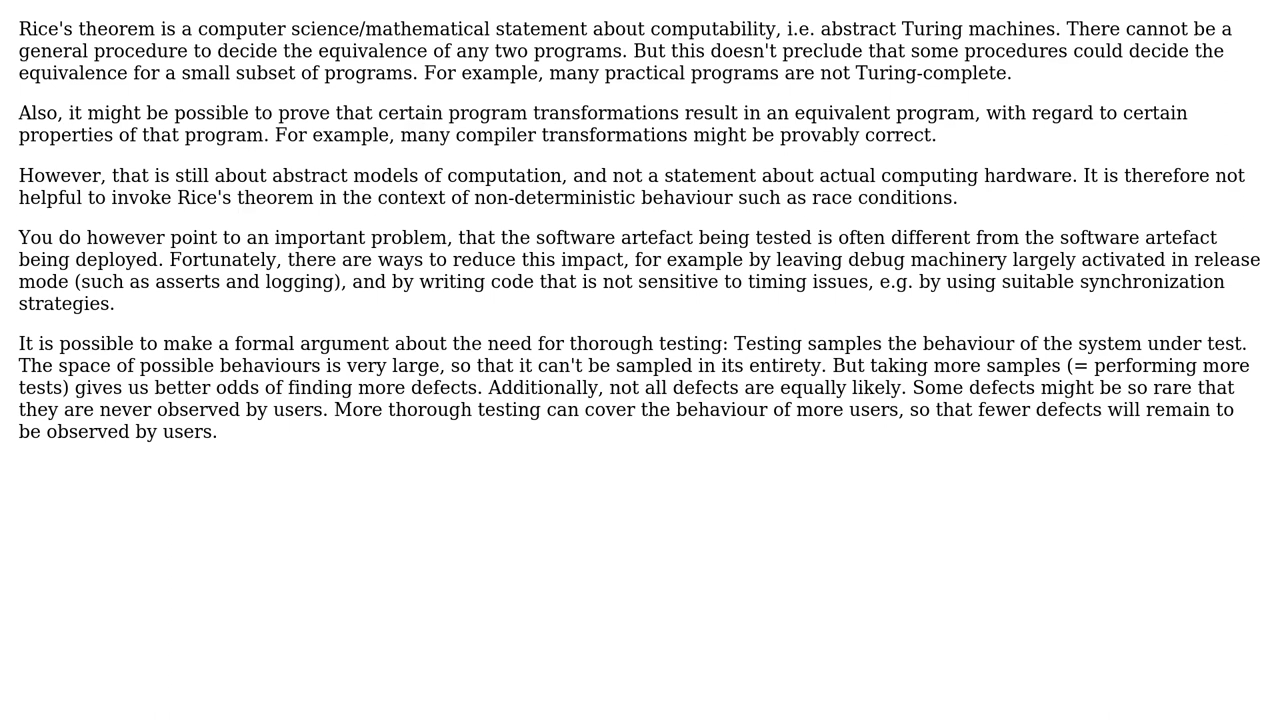 Rice's theorem is a computer science/mathematical statement about computability, i.e. abstract Turing machines. There cannot be a
general procedure to decide the equivalence of any two programs. But this doesn't preclude that some procedures could decide the
equivalence for a small subset of programs. For example, many practical programs are not Turing-complete.
Also, it might be possible to prove that certain program transformations result in an equivalent program, with regard to certain
properties of that program. For example, many compiler transformations might be provably correct.
However, that is still about abstract models of computation, and not a statement about actual computing hardware. It is therefore not
helpful to invoke Rice's theorem in the context of non-deterministic behaviour such as race conditions.
You do however point to an important problem, that the software artefact being tested is often different from the software artefact
being deployed. Fortunately, there are ways to reduce this impact, for example by leaving debug machinery largely activated in release
mode (such as asserts and logging), and by writing code that is not sensitive to timing issues, e.g. by using suitable synchronization
strategies.
It is possible to make a formal argument about the need for thorough testing: Testing samples the behaviour of the system under test.
The space of possible behaviours is very large, so that it can't be sampled in its entirety. But taking more samples (= performing more
tests) gives us better odds of finding more defects. Additionally, not all defects are equally likely. Some defects might be so rare that
they are never observed by users. More thorough testing can cover the behaviour of more users, so that fewer defects will remain to
be observed by users.